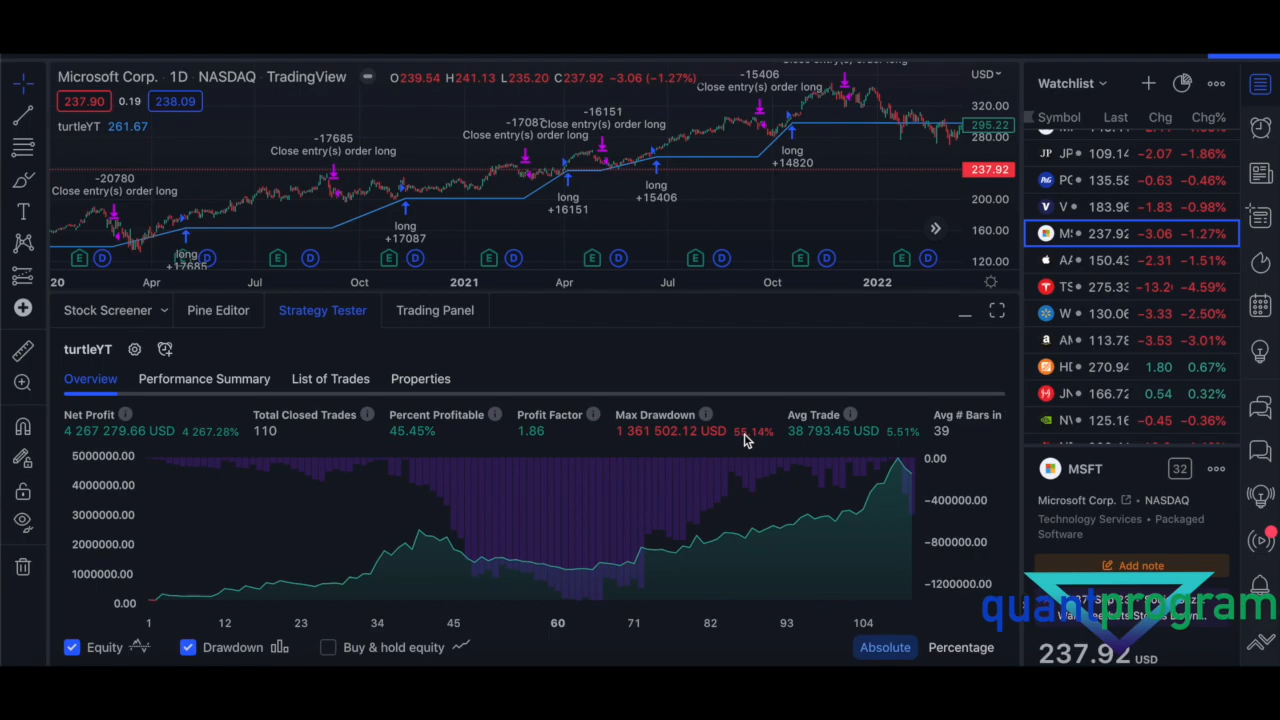 Microsoft Corp. · 1D · NASDAQ · TradingView O239.54 H241.13 L235.20 C237.92 -3.06 (-1.27%)
237.90 0.19 238.09
turtleYT 261.67
-20780
Close entry(s) order long
-17685
Close entry(s) order long
-17087
Close entry(s) order long
-16151
Close entry(s) order long
-15406
Close entry(s) order long
long
+17685
long
+17087
long
+16151
long
+15406
long
+14820
USD
320.00
295.22
280.00
237.92
200.00
160.00
120.00
E D E D E D E D E D E D E D E D E D
20 Apr Jul Oct 2021 Apr Jul Oct 2022
Stock Screener Pine Editor Strategy Tester Trading Panel
turtleYT
Overview Performance Summary List of Trades Properties
Net Profit Total Closed Trades Percent Profitable Profit Factor Max Drawdown Avg Trade Avg # Bars in
4 267 279.66 USD 4 267.28% 110 45.45% 1.86 1 361 502.12 USD 55.14% 38 793.45 USD 5.51% 39
5000000.00
4000000.00
3000000.00
2000000.00
1000000.00
0.00
0.00
-400000.00
-800000.00
-1200000.00
1 12 23 34 45 60 71 82 93 104
Equity Drawdown Buy & hold equity Absolute Percentage
Watchlist
Symbol Last Chg Chg%
JP 109.14 -2.07 -1.86%
PC 135.58 -0.63 -0.46%
V 183.96 -1.83 -0.98%
237.92 -3.06 -1.27%
150.43 -2.31 -1.51%
TS 275.33 -13.2 -4.59%
W 130.06 -3.33 -2.50%
113.78 -3.53 -3.01%
HD 270.94 1.80 0.67%
166.72 0.54 0.32%
125.16 -0.45 -0.36%
MSFT 32
Microsoft Corp. · NASDAQ
Technology Services · Packaged
Software
Add note
quantprogram
237.92 USD